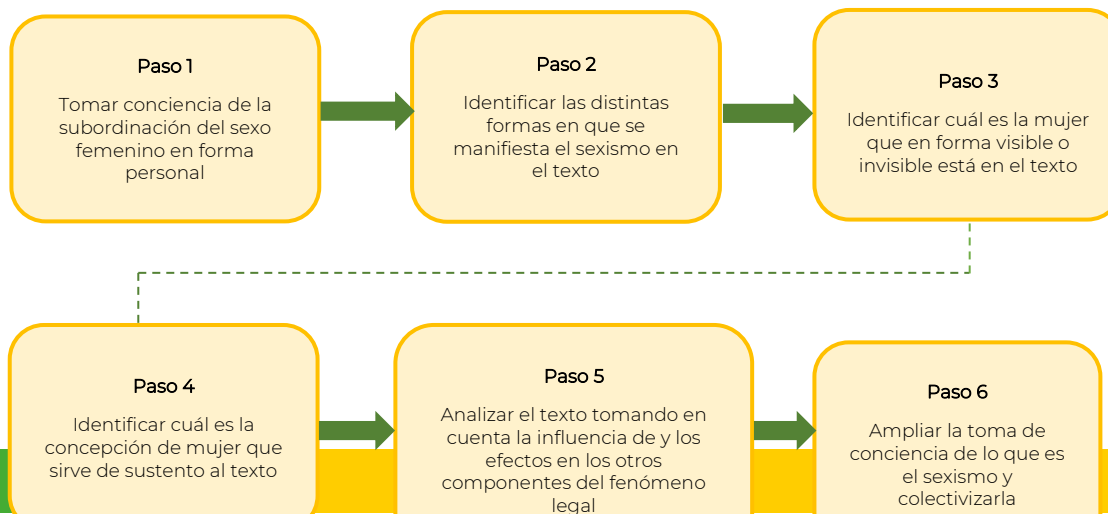 Paso 1
Tomar conciencia de la
subordinación del sexo
femenino en forma
personal
Paso 2
Identificar las distintas
formas en que se
manifiesta el sexismo en
el texto
Paso 3
Identificar cuál es la mujer
que en forma visible o
invisible está en el texto
Paso 4
Identificar cuál es la
concepción de mujer que
sirve de sustento al texto
Paso 5
Analizar el texto tomando en
cuenta la influencia de y los
efectos en los otros
componentes del fenómeno
legal
Paso 6
Ampliar la toma de
conciencia de lo que es
el sexismo y
colectivizarla